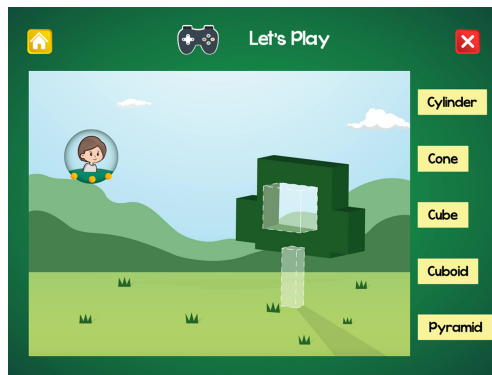 Let's Play
Cylinder
Cone
Cube
Cuboid
Pyramid